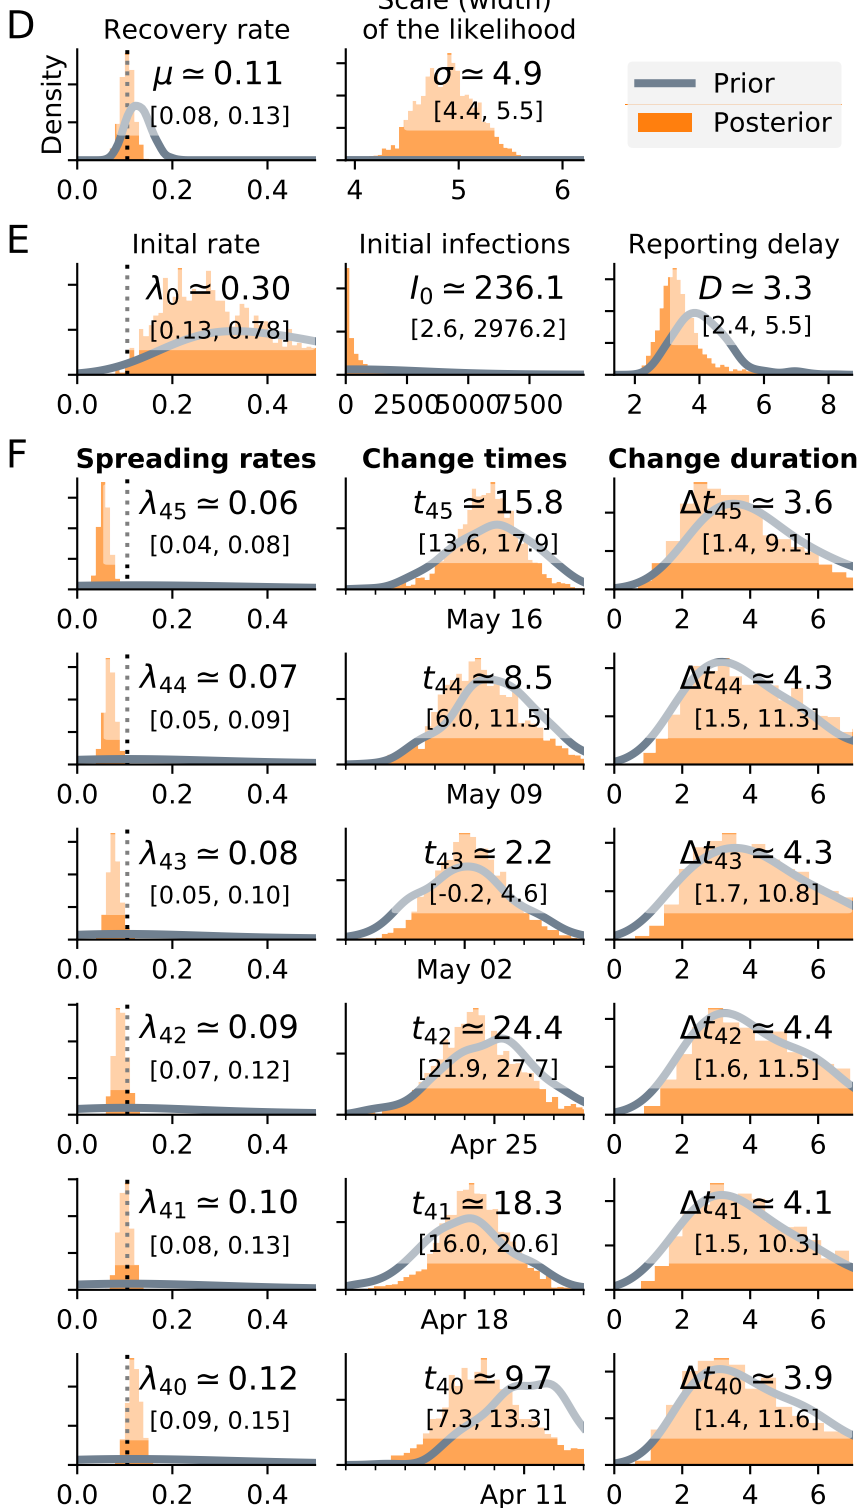 D
Recovery rate
Scale (width)
of the likelihood
Density
μ ≃ 0.11
[0.08, 0.13]
σ ≃ 4.9
[4.4, 5.5]
Prior
Posterior
0.0 0.2 0.4
4 5 6
E
Inital rate
Initial infections
Reporting delay
λ0 ≃ 0.30
[0.13, 0.78]
I0 ≃ 236.1
[2.6, 2976.2]
D ≃ 3.3
[2.4, 5.5]
0.0 0.2 0.4
0 2500 5000 7500
2 4 6 8
F
Spreading rates
Change times
Change duration
λ45 ≃ 0.06
[0.04, 0.08]
t45 ≃ 15.8
[13.6, 17.9]
Δt45 ≃ 3.6
[1.4, 9.1]
0.0 0.2 0.4
May 16
0 2 4 6
λ44 ≃ 0.07
[0.05, 0.09]
t44 ≃ 8.5
[6.0, 11.5]
Δt44 ≃ 4.3
[1.5, 11.3]
0.0 0.2 0.4
May 09
0 2 4 6
λ43 ≃ 0.08
[0.05, 0.10]
t43 ≃ 2.2
[-0.2, 4.6]
Δt43 ≃ 4.3
[1.7, 10.8]
0.0 0.2 0.4
May 02
0 2 4 6
λ42 ≃ 0.09
[0.07, 0.12]
t42 ≃ 24.4
[21.9, 27.7]
Δt42 ≃ 4.4
[1.6, 11.5]
0.0 0.2 0.4
Apr 25
0 2 4 6
λ41 ≃ 0.10
[0.08, 0.13]
t41 ≃ 18.3
[16.0, 20.6]
Δt41 ≃ 4.1
[1.5, 10.3]
0.0 0.2 0.4
Apr 18
0 2 4 6
λ40 ≃ 0.12
[0.09, 0.15]
t40 ≃ 9.7
[7.3, 13.3]
Δt40 ≃ 3.9
[1.4, 11.6]
0.0 0.2 0.4
Apr 11
0 2 4 6